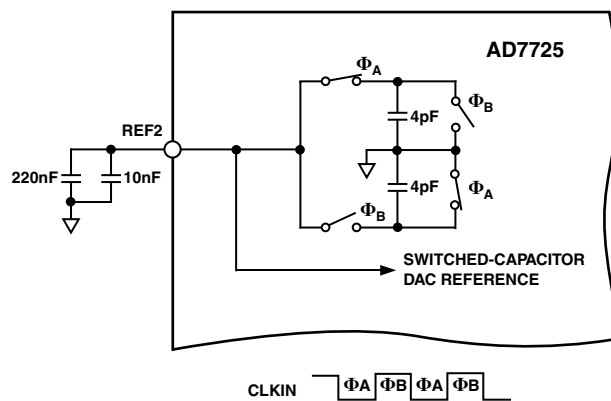 AD7725
ΦA
ΦB
REF2
4pF
220nF
10nF
4pF
ΦB
ΦA
SWITCHED-CAPACITOR
DAC REFERENCE
CLKIN ΦA ΦB ΦA ΦB